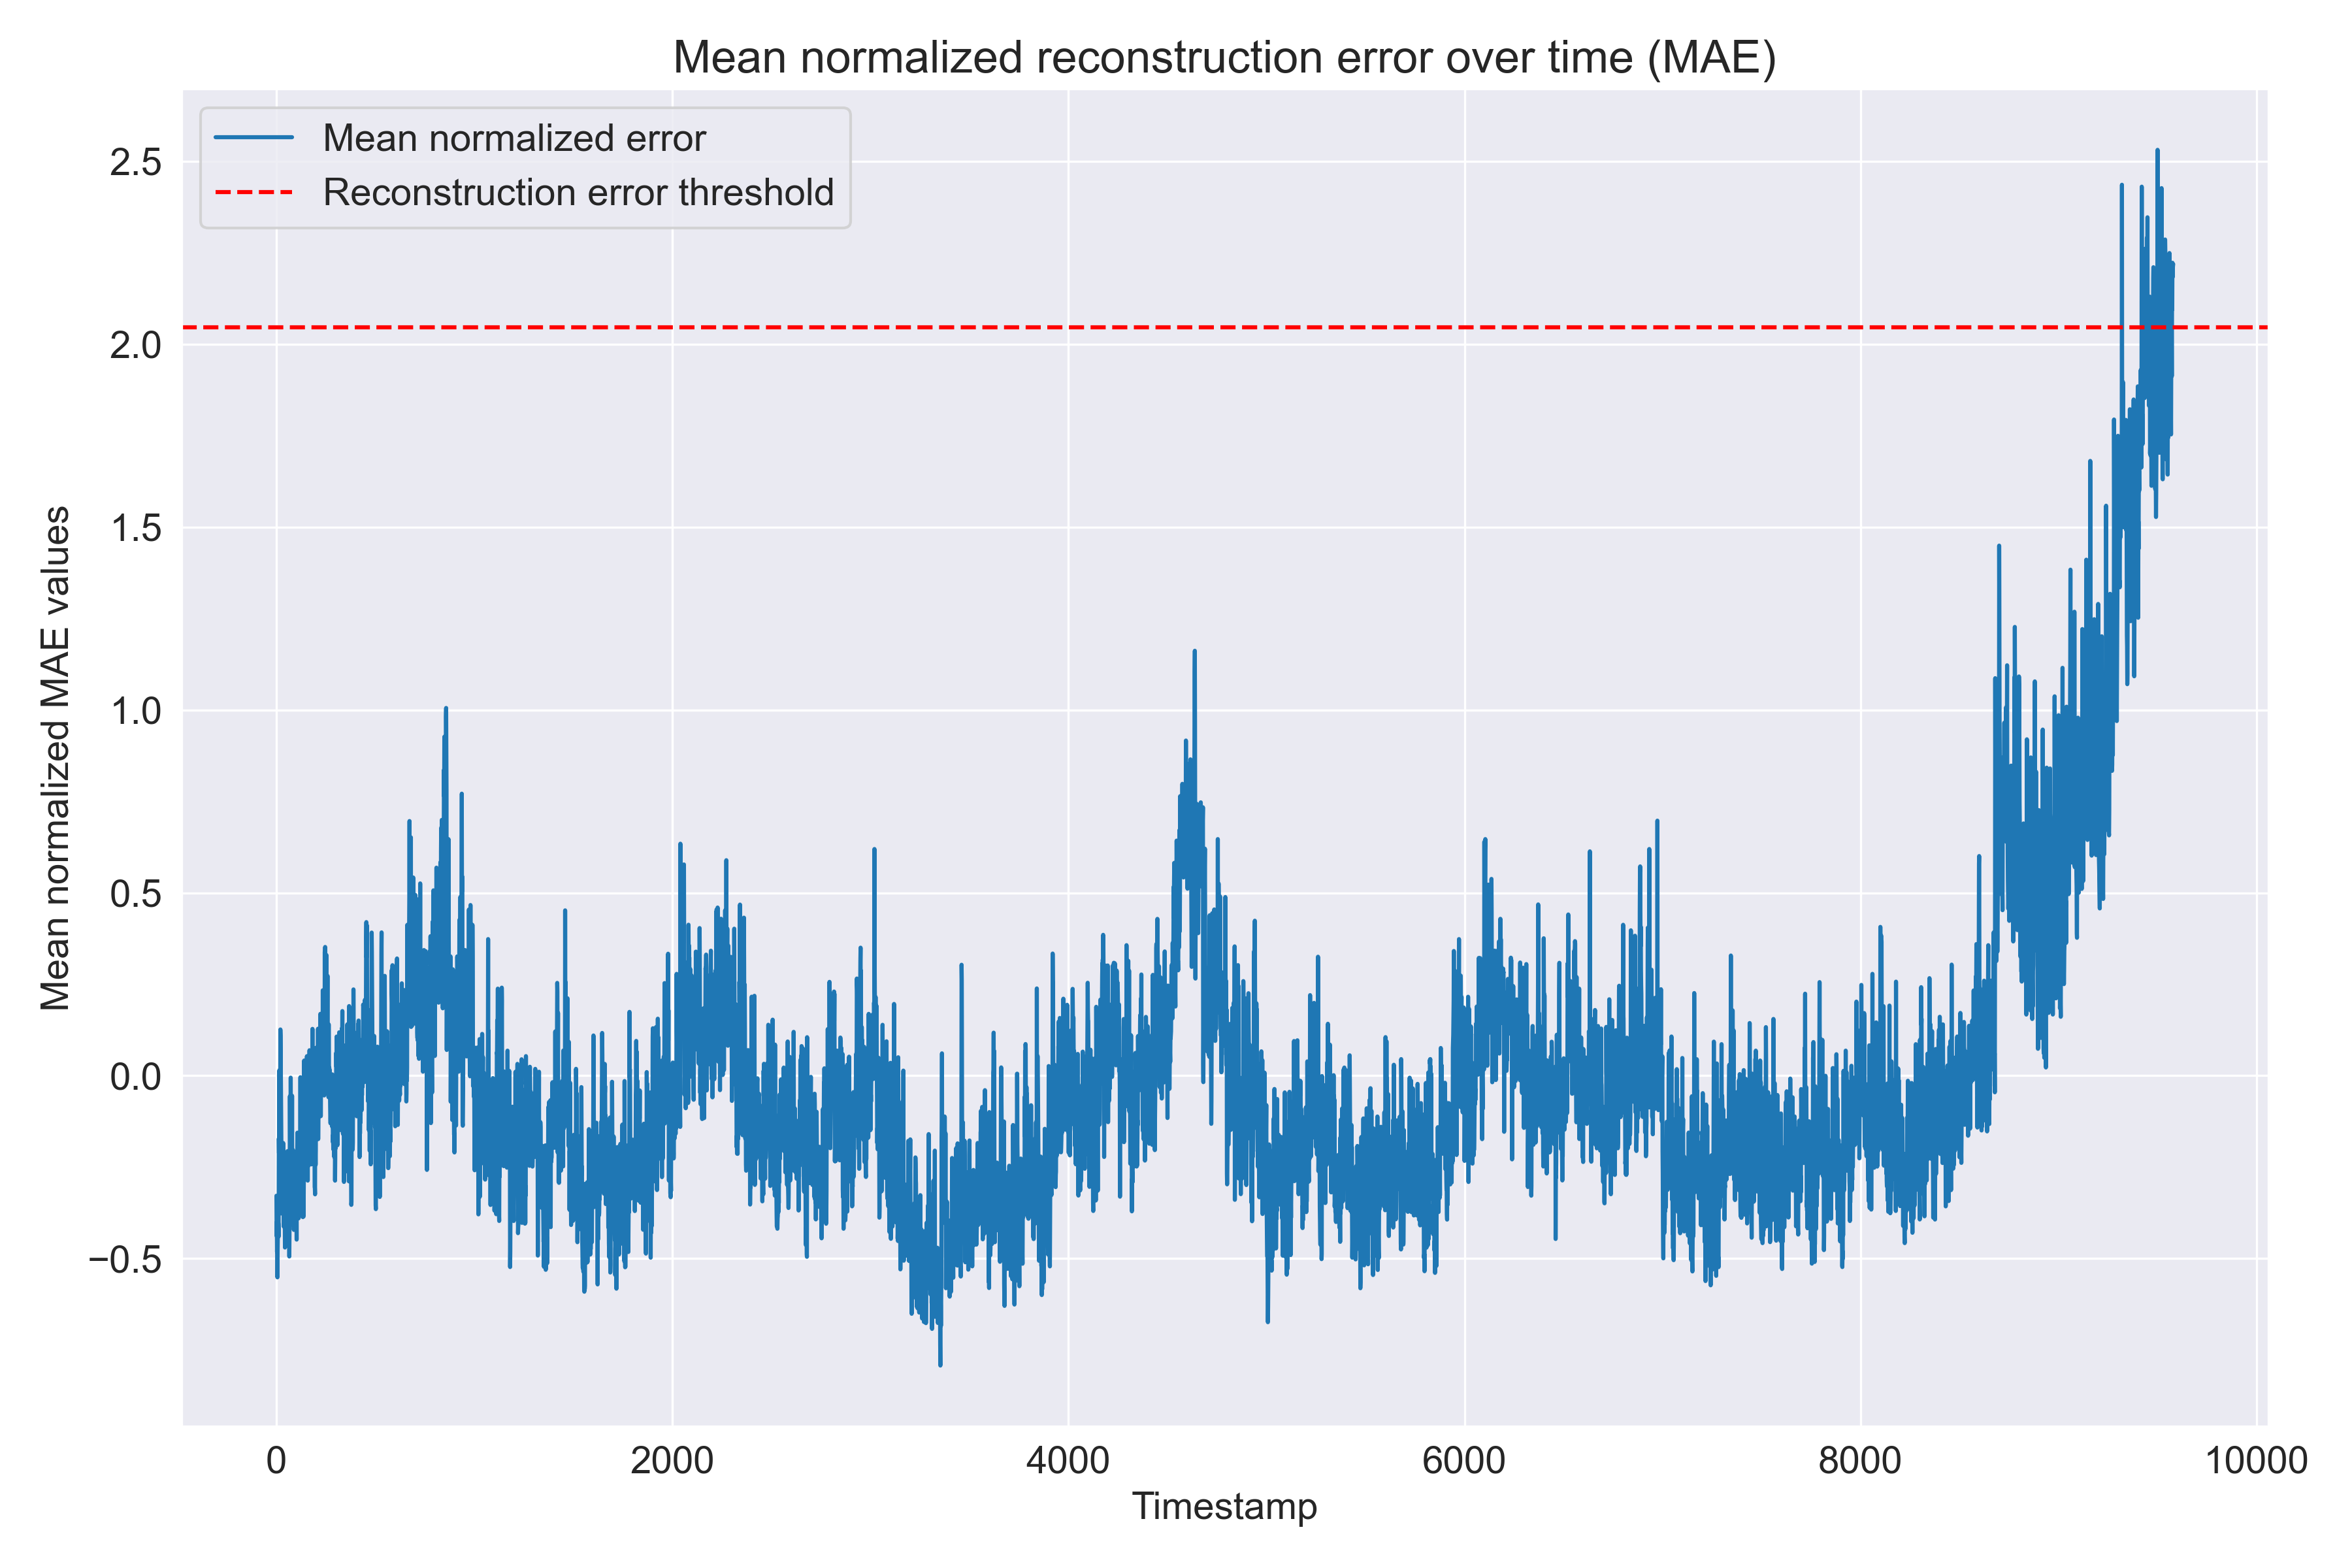 Mean normalized reconstruction error over time (MAE)
Mean normalized error
Reconstruction error threshold
2.5
2.0
1.5
1.0
0.5
0.0
−0.5
Mean normalized MAE values
0
2000
4000
6000
8000
10000
Timestamp